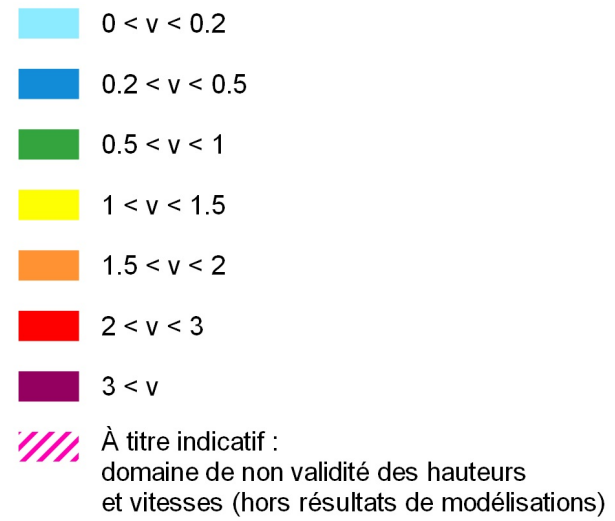 0 < v < 0.2
0.2 < v < 0.5
0.5 < v < 1
1 < v < 1.5
1.5 < v < 2
2 < v < 3
3 < v
À titre indicatif :
domaine de non validité des hauteurs
et vitesses (hors résultats de modélisations)